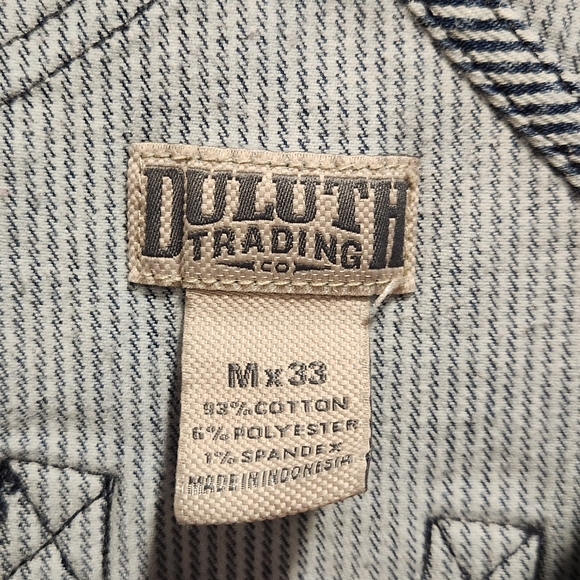 DULUTH
TRADING
CO
M x 33
93% COTTON
6% POLYESTER
1% SPANDEX
MADE IN INDONESIA